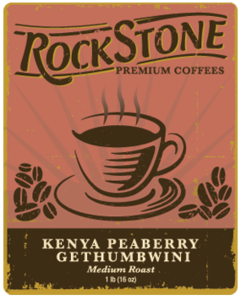 ROCKSTONE
PREMIUM COFFEES
KENYA PEABERRY
GETHUMBWINI
Medium Roast
1 lb (16 oz)